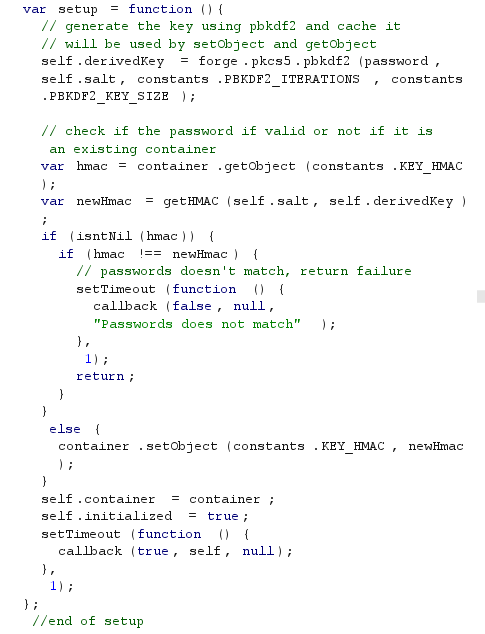 var setup = function (){
// generate the key using pbkdf2 and cache it
// will be used by setObject and getObject
self.derivedKey = forge.pkcs5.pbkdf2 (password ,
self.salt, constants .PBKDF2_ITERATIONS , constants
.PBKDF2_KEY_SIZE );
// check if the password if valid or not if it is
an existing container
var hmac = container .getObject (constants .KEY_HMAC
);
var newHmac = getHMAC (self.salt, self.derivedKey )
;
if (isntNil (hmac)) {
if (hmac !== newHmac ) {
// passwords doesn't match, return failure
setTimeout (function () {
callback (false , null,
"Passwords does not match" );
},
1);
return ;
}
}
else {
container .setObject (constants .KEY_HMAC , newHmac
);
}
self.container = container ;
self.initialized = true;
setTimeout (function () {
callback (true, self, null);
},
1);
};
//end of setup